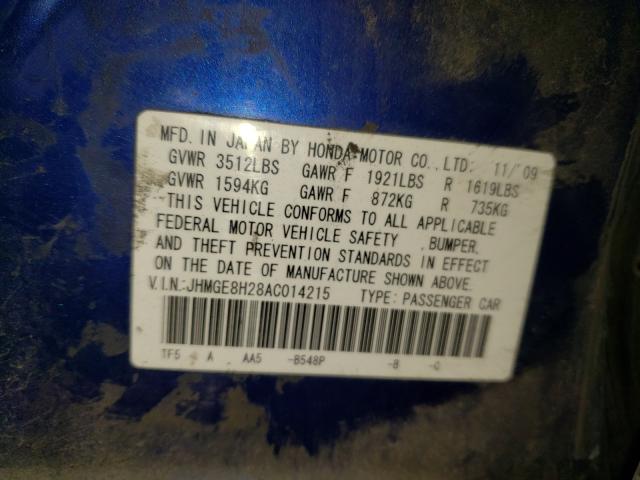 MFD. IN JAPAN BY HONDA MOTOR CO., LTD: 11/'09
GVWR 3512LBS GAWR F 1921LBS R 1619LBS
GVWR 1594KG GAWR F 872KG R 735KG
THIS VEHICLE CONFORMS TO ALL APPLICABLE
FEDERAL MOTOR VEHICLE SAFETY, BUMPER,
AND THEFT PREVENTION STANDARDS IN EFFECT
ON THE DATE OF MANUFACTURE SHOWN ABOVE.
V.I.N.:JHMGE8H28AC014215 TYPE: PASSENGER CAR
TF5 A AA5 -B548P -B -C